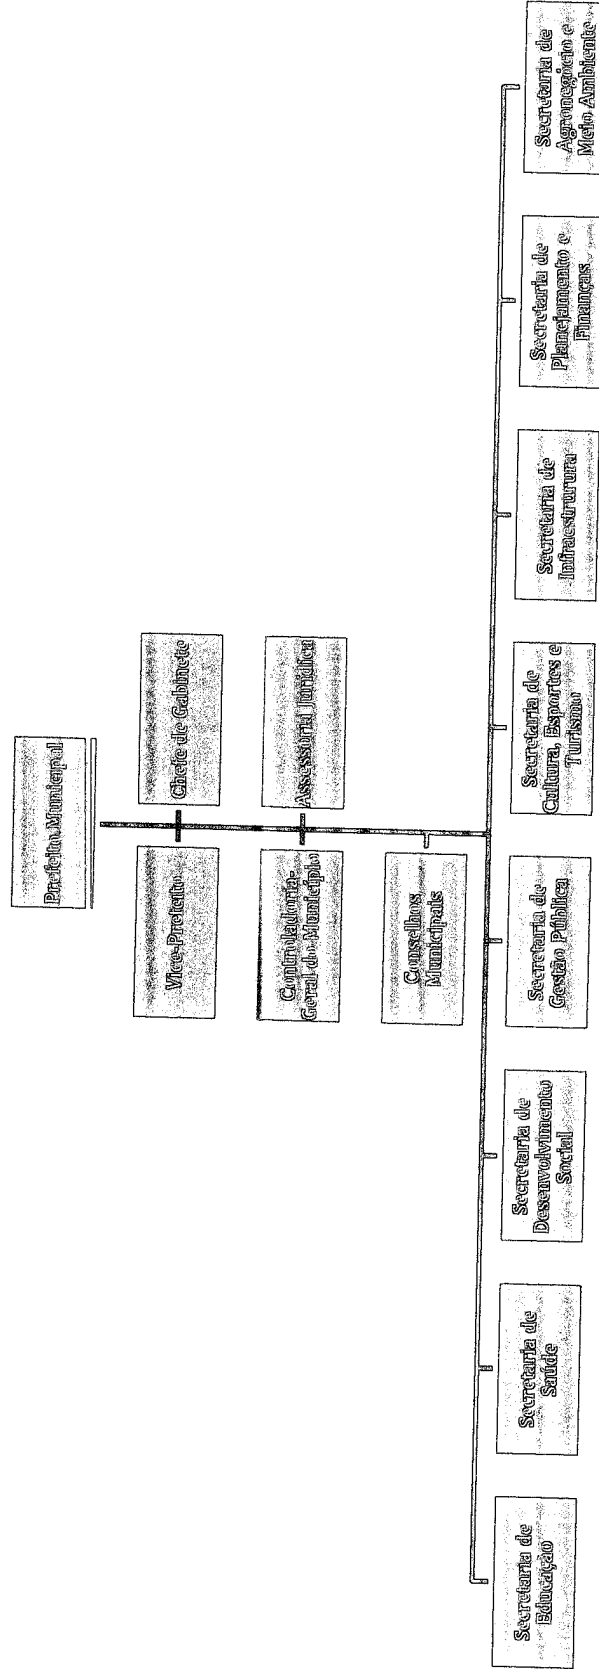 Prefeito Municipal
Vice-Prefeito
Chefe de Gabinete
Controladoria-
Geral do Município
Assessoria Jurídica
Conselhos
Municipais
Secretaria de
Educação
Secretaria de
Saúde
Secretaria de
Desenvolvimento
Social
Secretaria de
Gestão Pública
Secretaria de
Cultura, Esportes e
Turismo
Secretaria de
Infraestrurura
Secretaria de
Planejamento e
Finanças
Secretaria de
Agronegócio e
Meio Ambiente